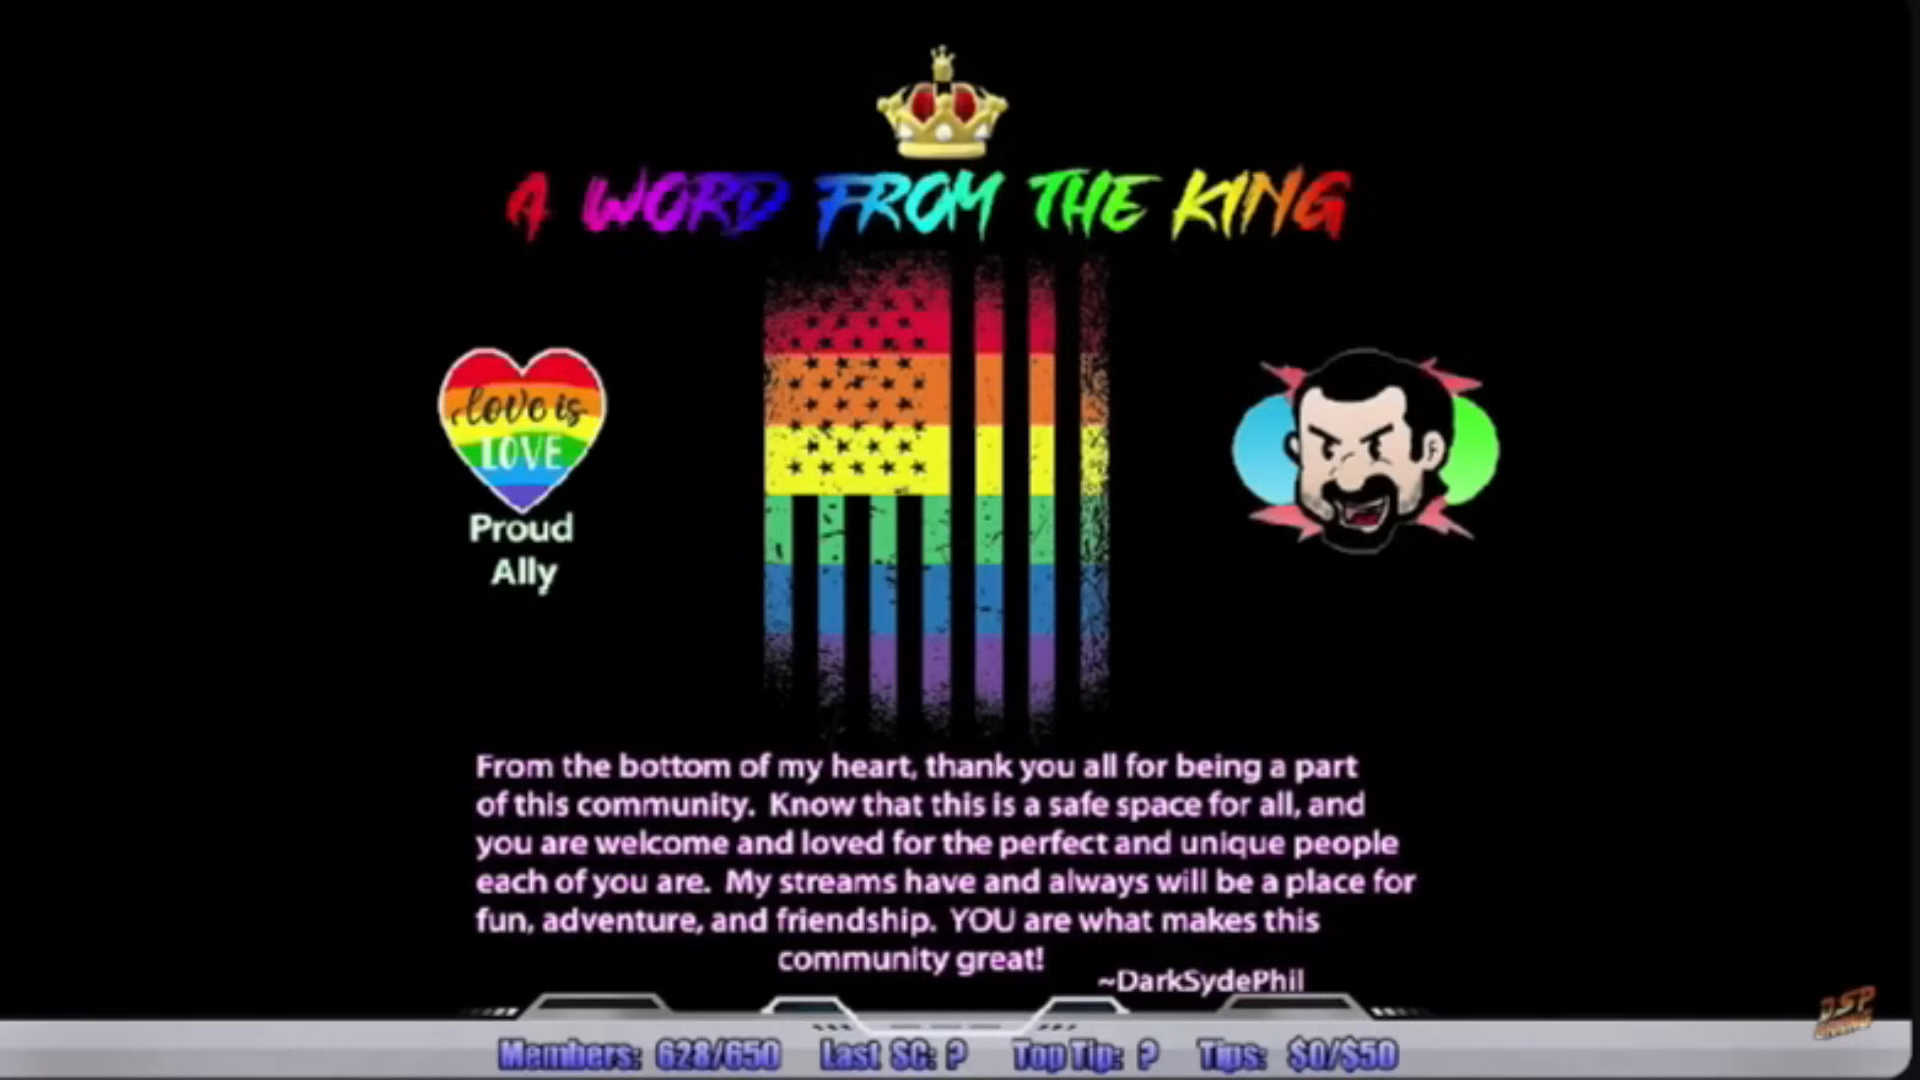 A WORD FROM THE KING
love is
LOVE
Proud
Ally
From the bottom of my heart, thank you all for being a part
of this community. Know that this is a safe space for all, and
you are welcome and loved for the perfect and unique people
each of you are. My streams have and always will be a place for
fun, adventure, and friendship. YOU are what makes this
community great!
~DarkSydePhil
DSP
GAMING
Members: 628/650 Last SC: ? Top Tip: ? Tips: $0/$50